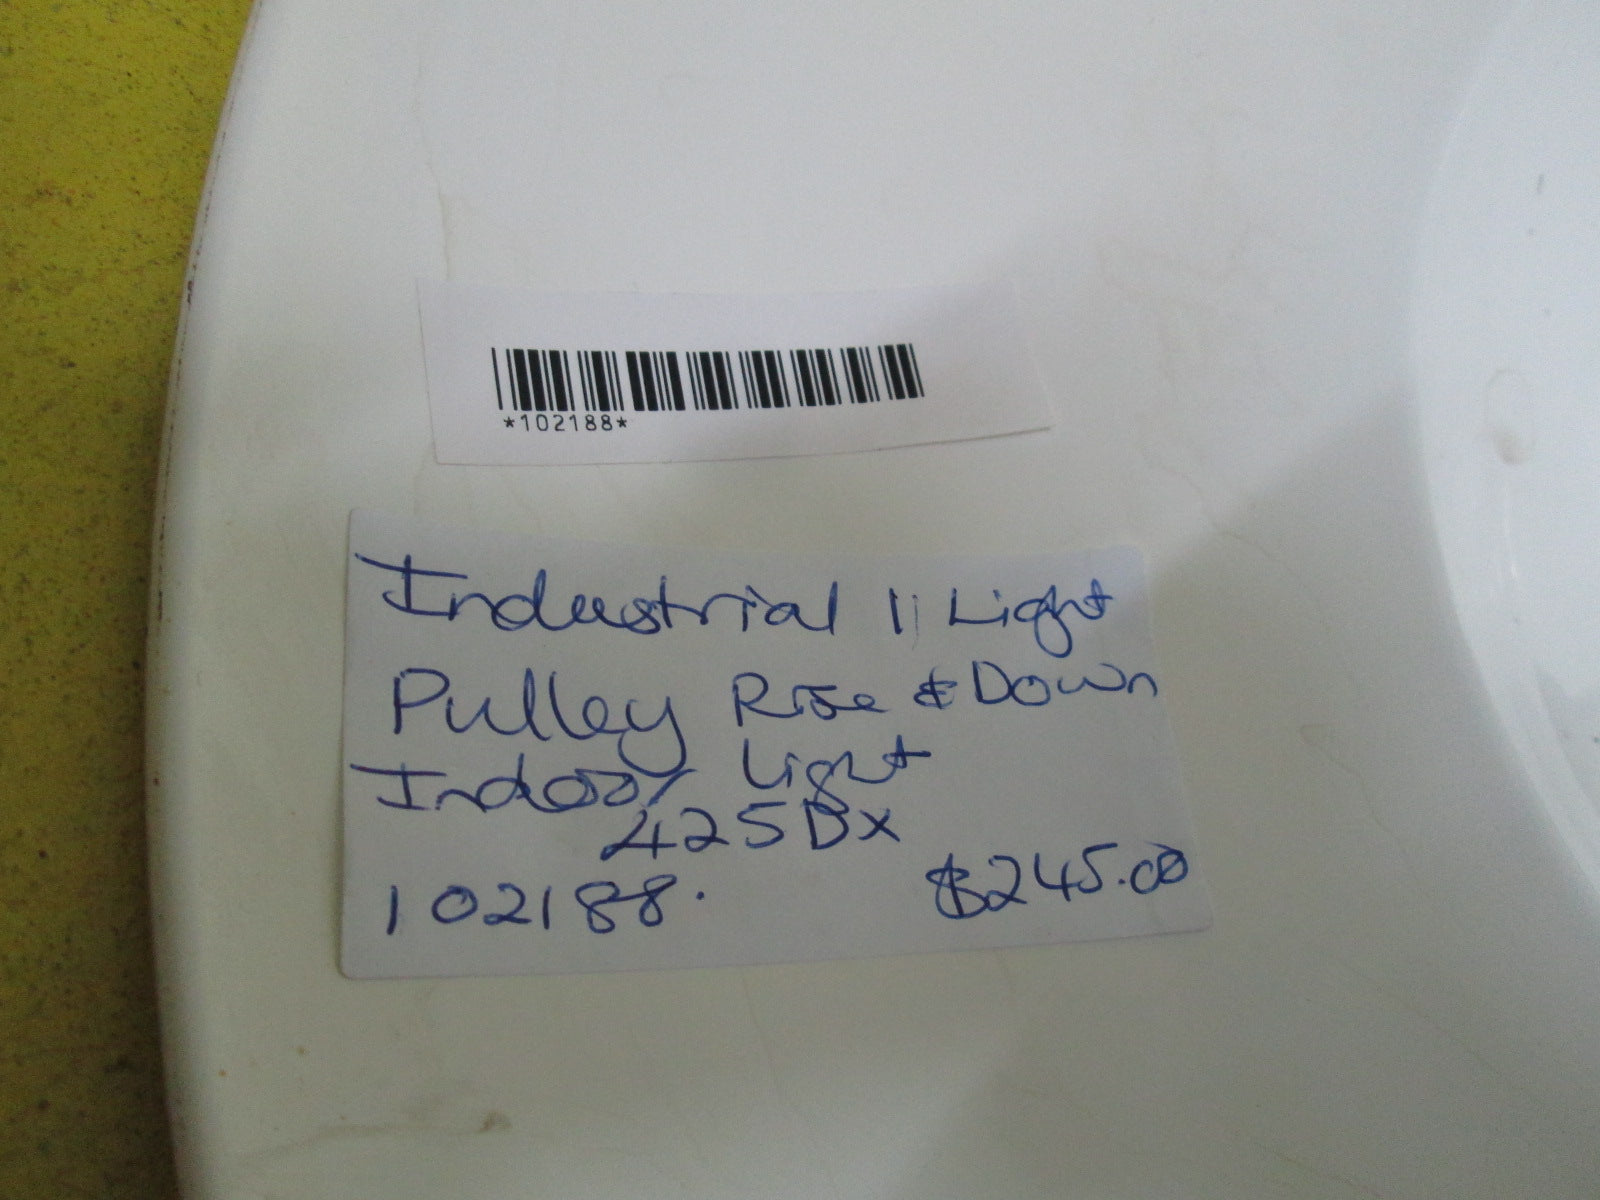 *102188*
Industrial 1 Light
Pulley Rise & Down
Indoor Light
425Dx
102188. $245.00